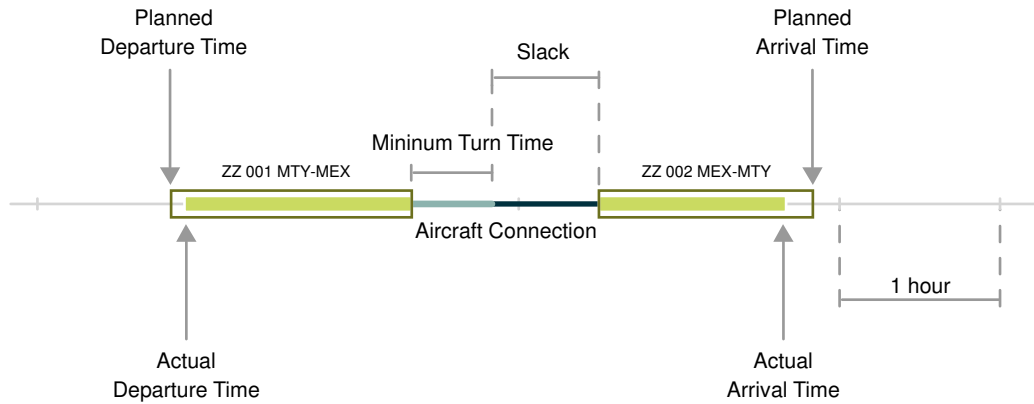 Planned
Departure Time
Planned
Arrival Time
Slack
Mininum Turn Time
ZZ 001 MTY-MEX
ZZ 002 MEX-MTY
Aircraft Connection
1 hour
Actual
Departure Time
Actual
Arrival Time